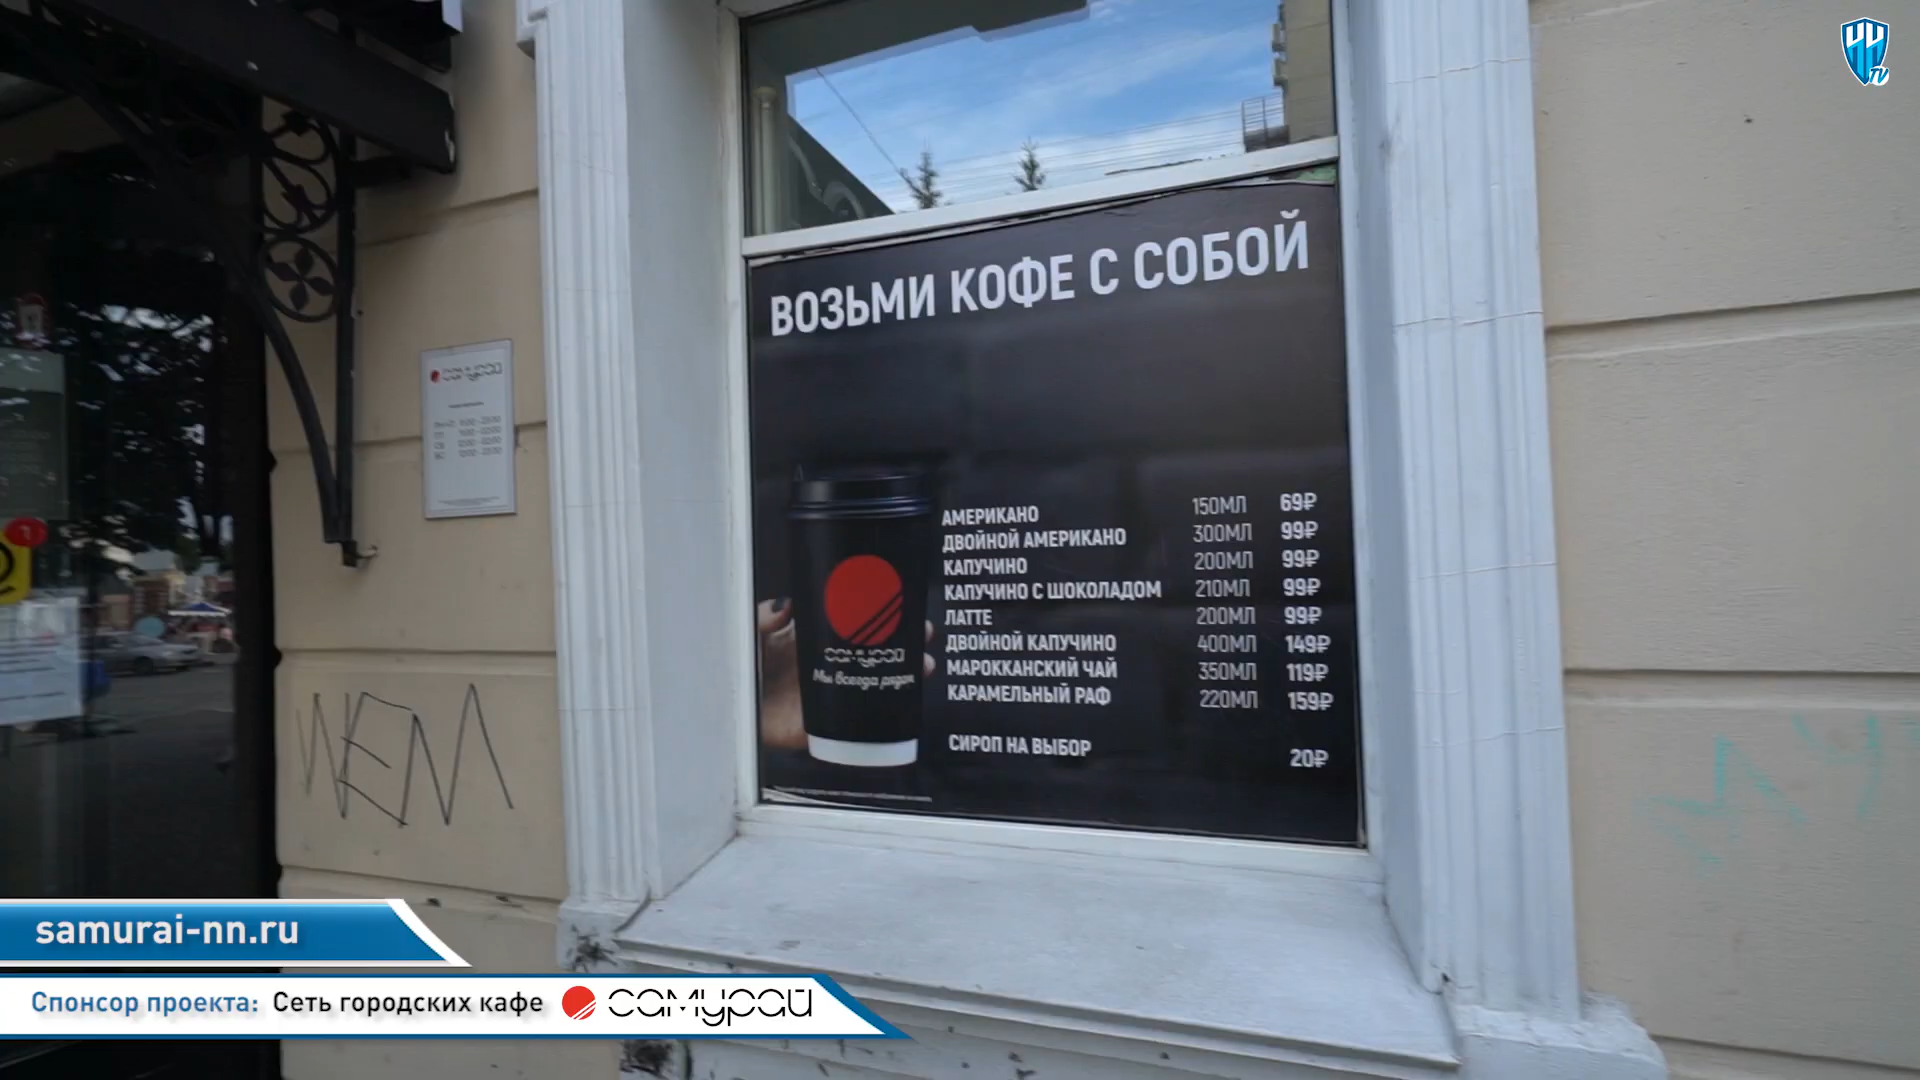 ВОЗЬМИ КОФЕ С СОБОЙ
самурай
АМЕРИКАНО 150МЛ 69₽
ДВОЙНОЙ АМЕРИКАНО 300МЛ 99₽
КАПУЧИНО 200МЛ 99₽
КАПУЧИНО С ШОКОЛАДОМ 210МЛ 99₽
ЛАТТЕ 200МЛ 99₽
ДВОЙНОЙ КАПУЧИНО 400МЛ 149₽
МАРОККАНСКИЙ ЧАЙ 350МЛ 119₽
КАРАМЕЛЬНЫЙ РАФ 220МЛ 159₽
СИРОП НА ВЫБОР 20₽
самурай
Мы всегда рядом
WEM
samurai-nn.ru
Спонсор проекта: Сеть городских кафе самурай
TV